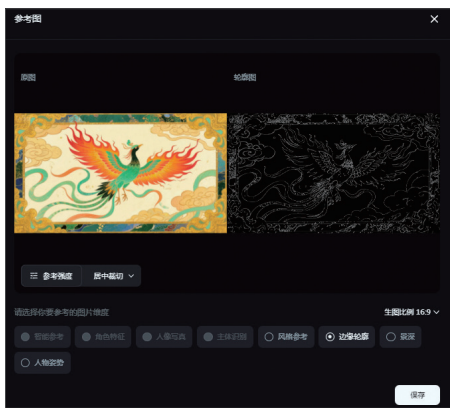 参考图
原图
轮廓图
参考强度 居中裁切
请选择你要参考的图片维度 生图比例 16:9
智能参考 角色特征 人像写真 主体识别 风格参考 边缘轮廓 景深
人物姿势
保存